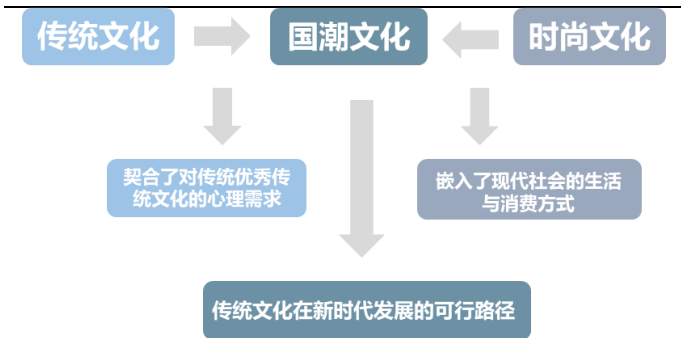 传统文化
国潮文化
时尚文化
契合了对传统优秀传
统文化的心理需求
嵌入了现代社会的生活
与消费方式
传统文化在新时代发展的可行路径